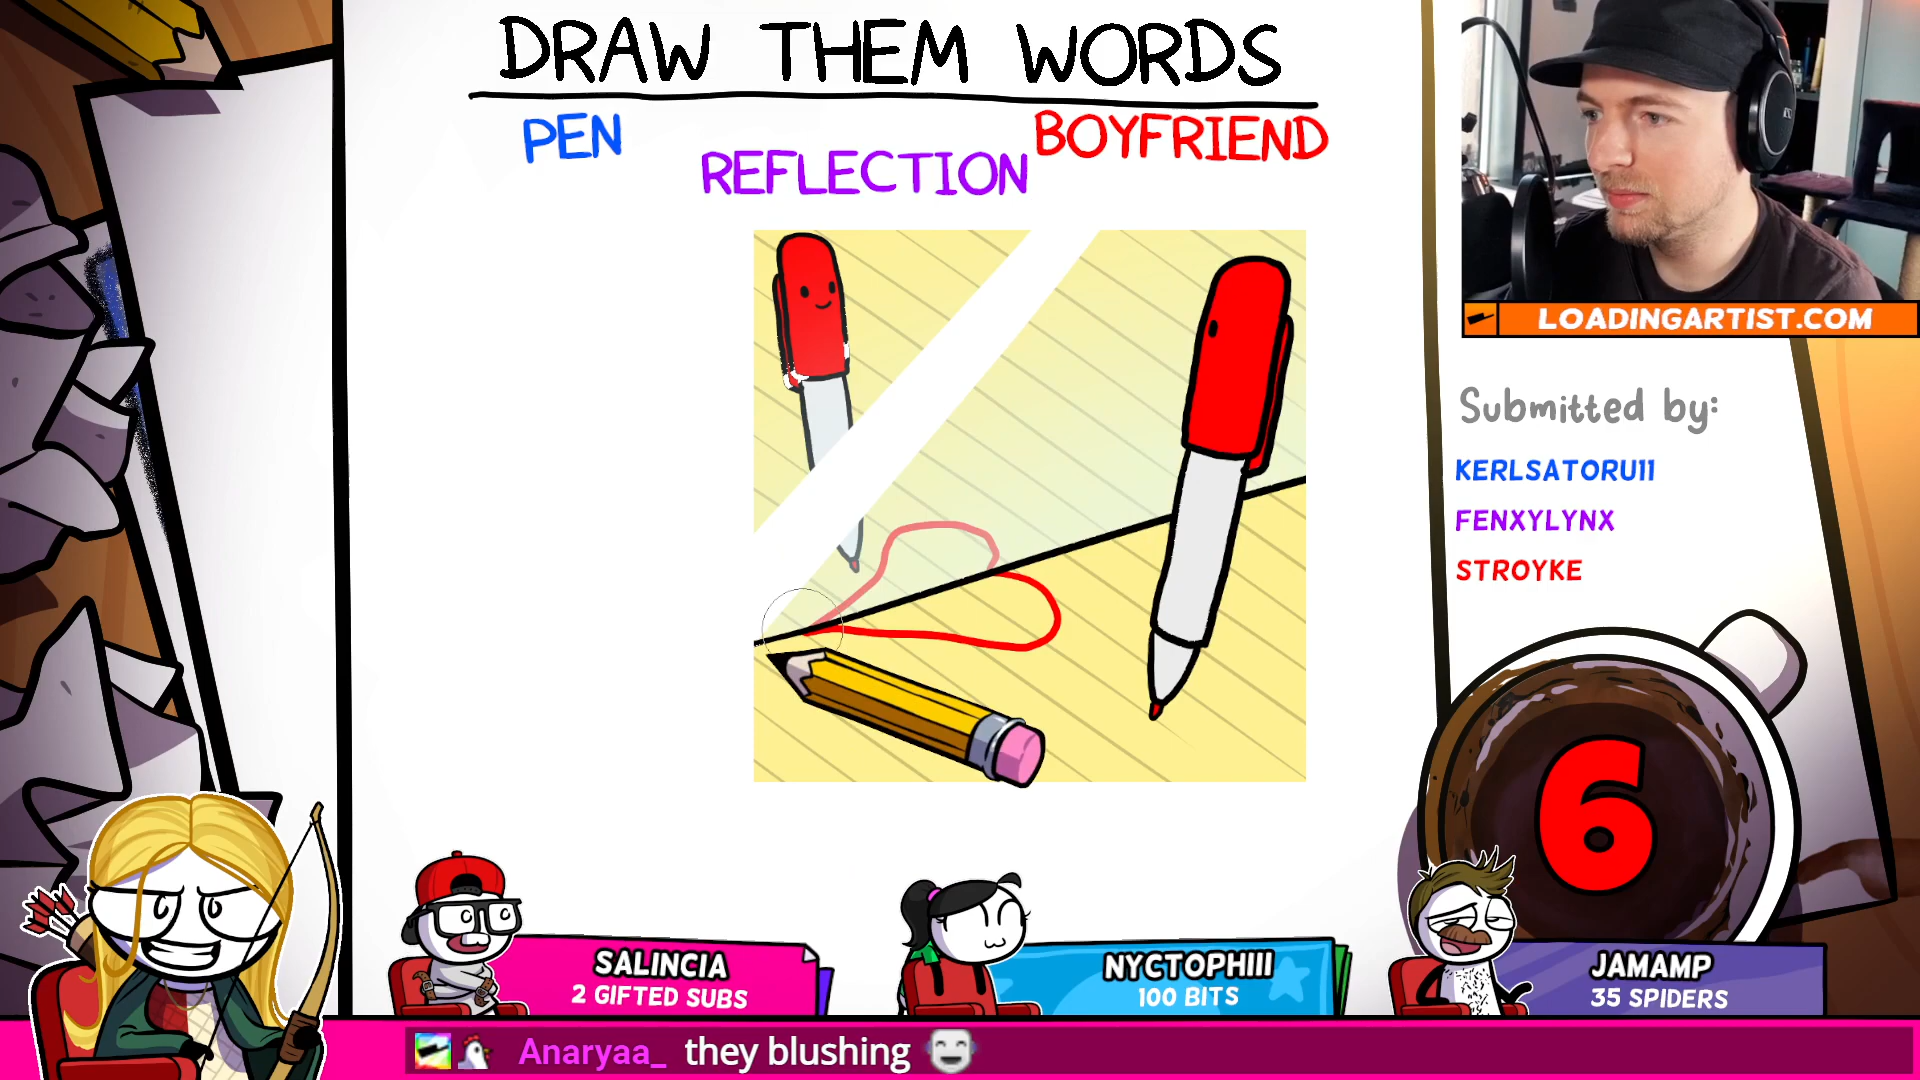 DRAW THEM WORDS
PEN
BOYFRIEND
REFLECTION
LOADINGARTIST.COM
Submitted by:
KERLSATORU11
FENXYLYNX
STROYKE
6
SALINCIA
2 GIFTED SUBS
NYCTOPHIII
100 BITS
JAMAMP
35 SPIDERS
Anaryaa_ they blushing